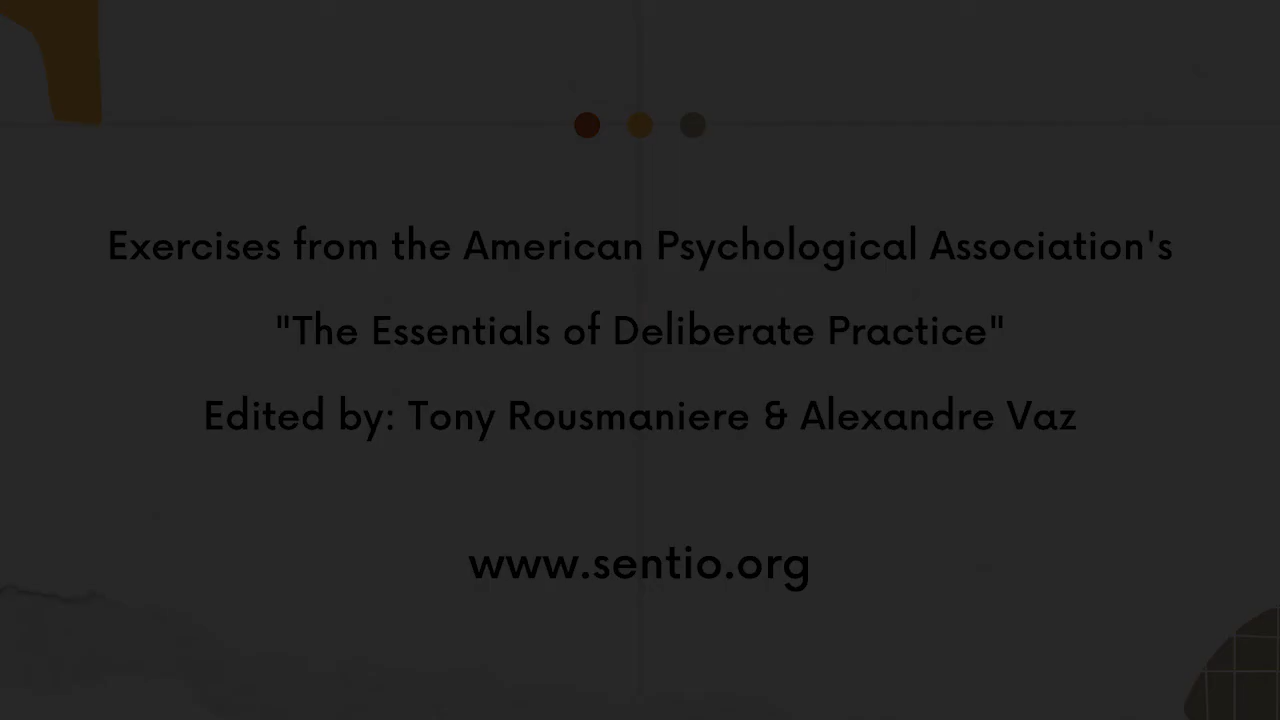 Exercises from the American Psychological Association's
"The Essentials of Deliberate Practice"
Edited by: Tony Rousmaniere & Alexandre Vaz
www.sentio.org